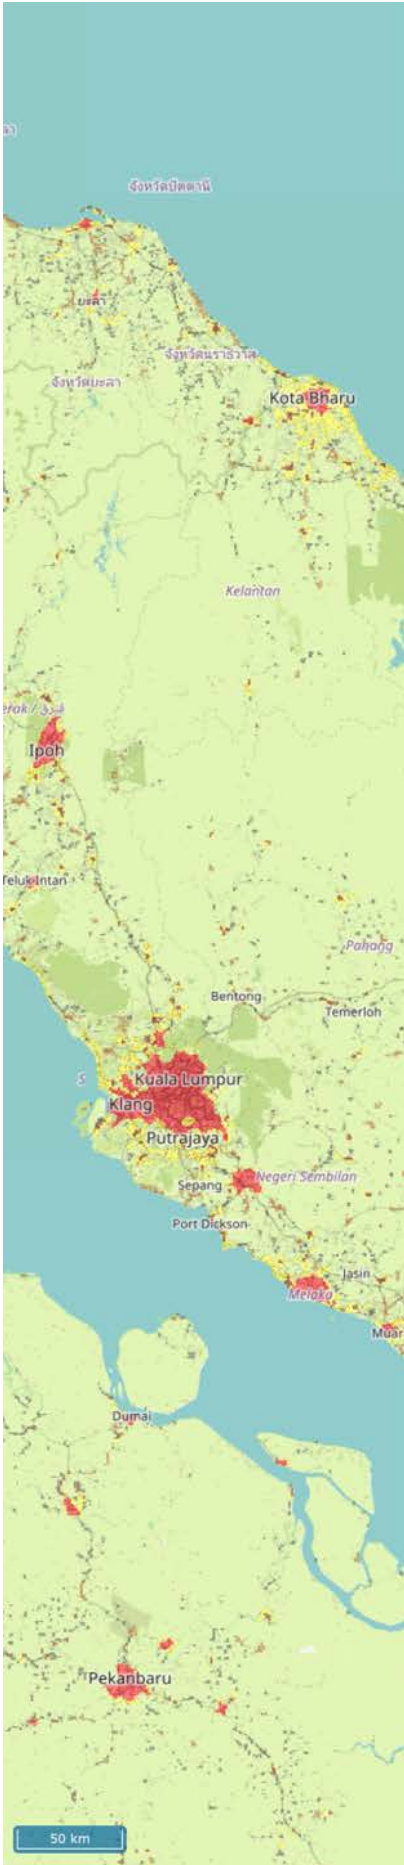 จังหวัดปัตตานี
ยะลา
จังหวัดนราธิวาส
จังหวัดยะลา
Kota Bharu
Kelantan
erak / ڤيرق
Ipoh
Teluk Intan
Pahang
Bentong
Temerloh
S
Kuala Lumpur
Klang
Putrajaya
Negeri Sembilan
Sepang
Port Dickson
Jasin
Melaka
Muar
Dumai
Pekanbaru
50 km